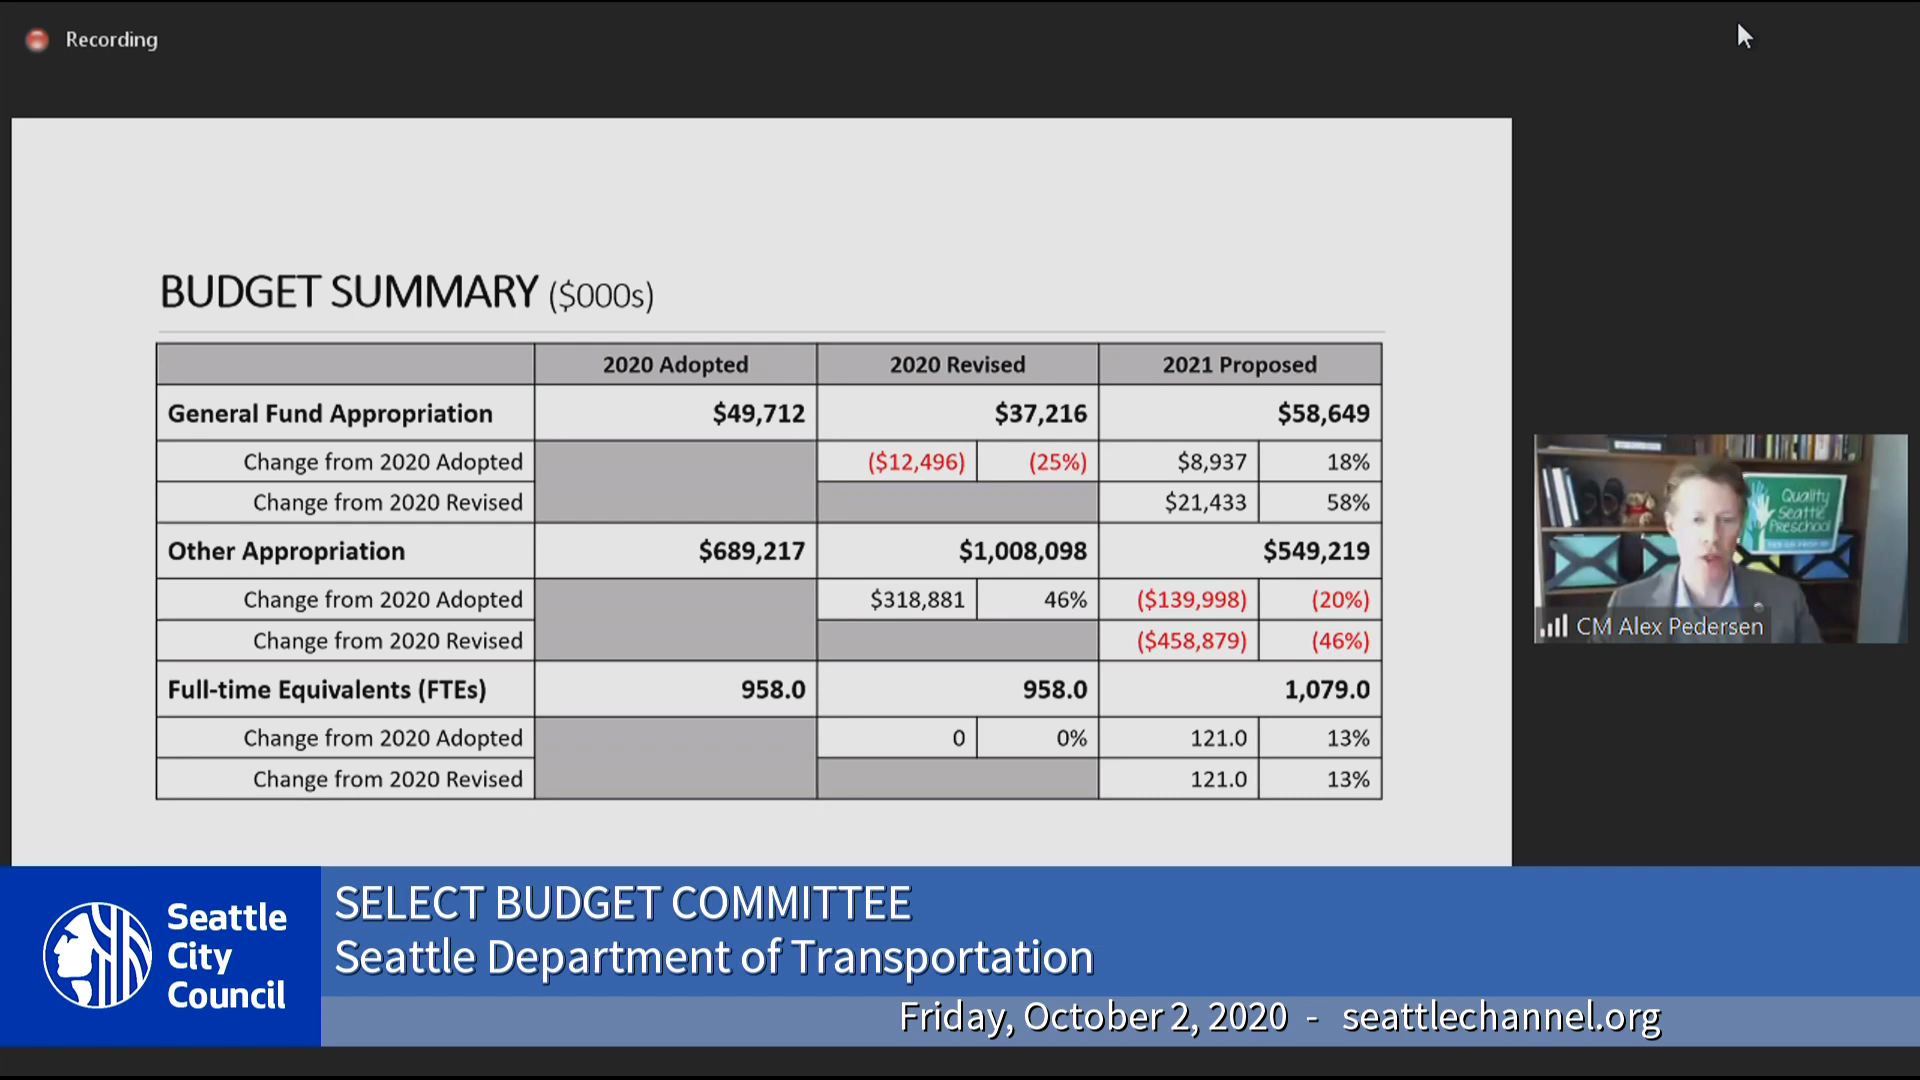 Recording
BUDGET SUMMARY ($000s)
2020 Adopted 2020 Revised 2021 Proposed
General Fund Appropriation $49,712 $37,216 $58,649
Change from 2020 Adopted ($12,496) (25%) $8,937 18%
Change from 2020 Revised $21,433 58%
Other Appropriation $689,217 $1,008,098 $549,219
Change from 2020 Adopted $318,881 46% ($139,998) (20%)
Change from 2020 Revised ($458,879) (46%)
Full-time Equivalents (FTEs) 958.0 958.0 1,079.0
Change from 2020 Adopted 0 0% 121.0 13%
Change from 2020 Revised 121.0 13%
Quality
Seattle
Preschool
CM Alex Pedersen
Seattle
City
Council
SELECT BUDGET COMMITTEE
Seattle Department of Transportation
Friday, October 2, 2020 - seattlechannel.org